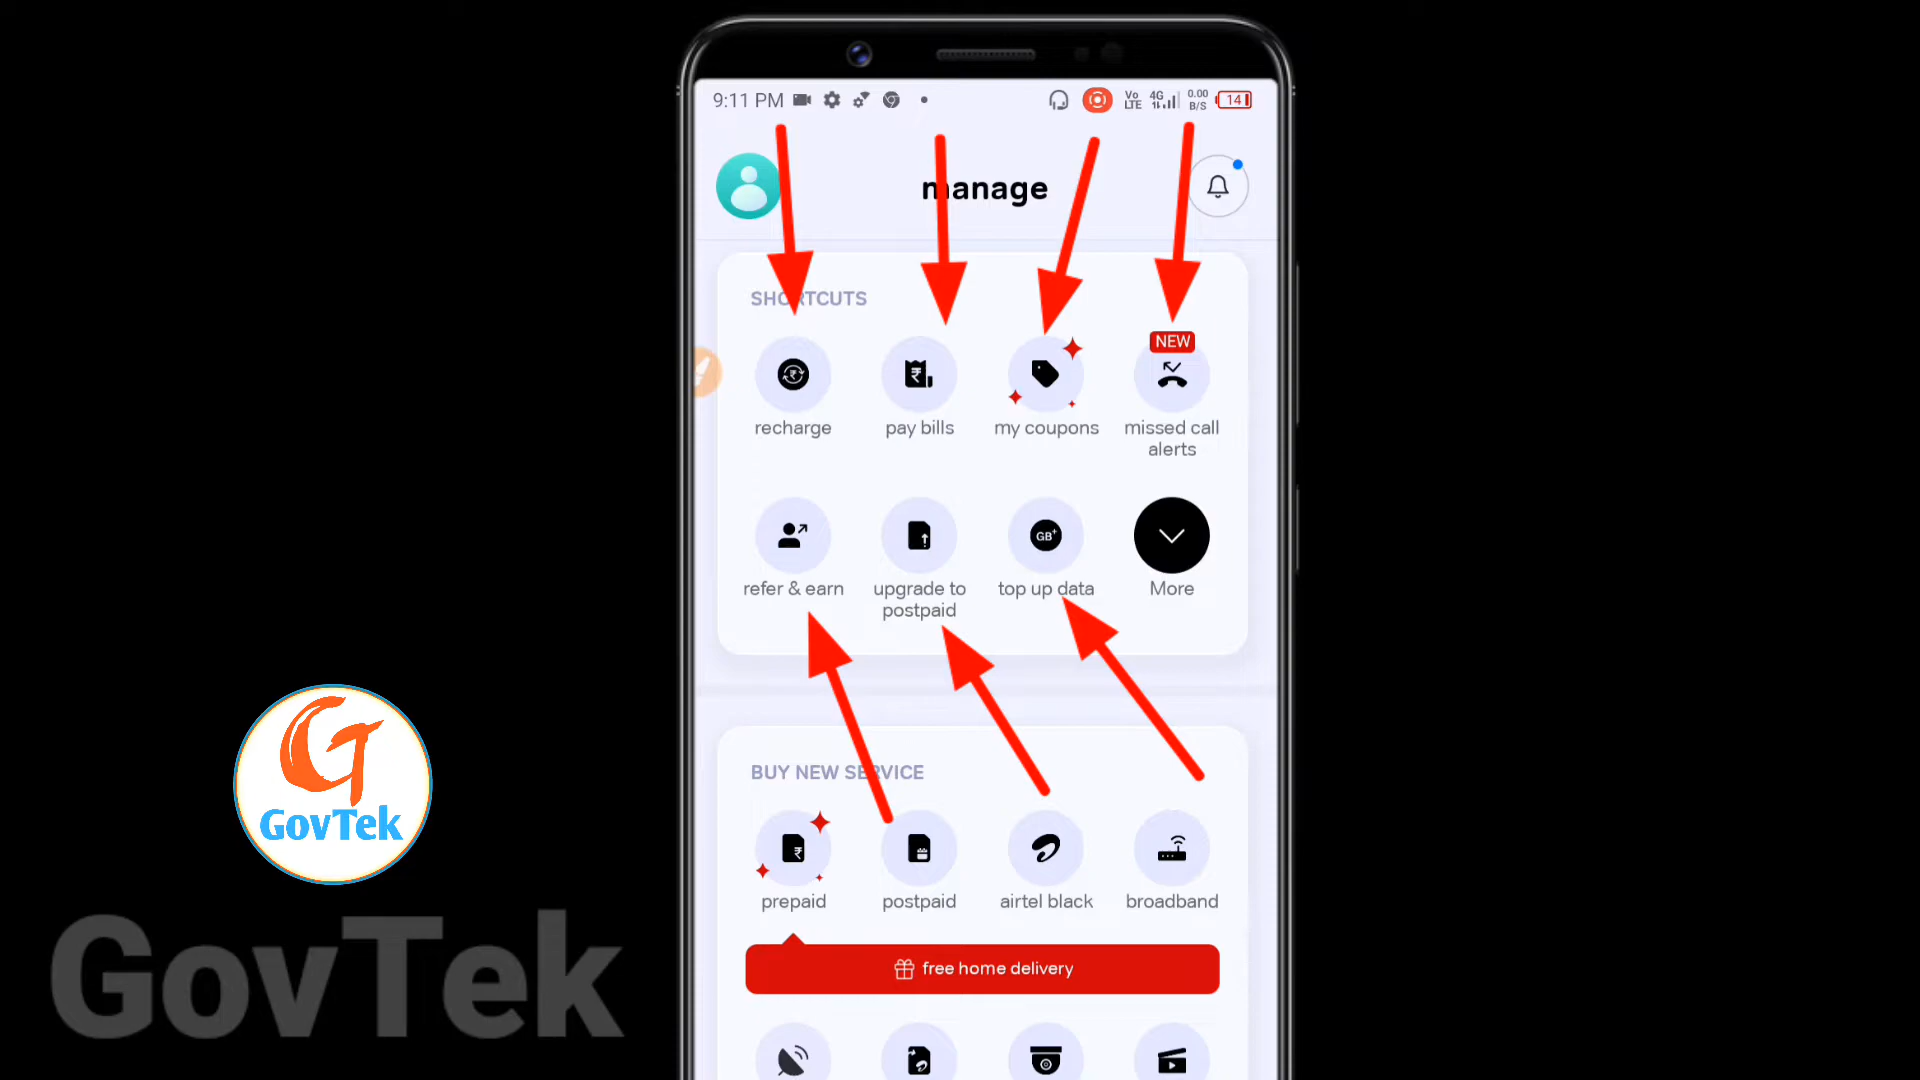 9:11 PM
Vo
LTE
4G
0.00
B/S
14
manage
SHORTCUTS
NEW
recharge
pay bills
my coupons
missed call
alerts
GB+
refer & earn
upgrade to
postpaid
top up data
More
BUY NEW SERVICE
prepaid
postpaid
airtel black
broadband
free home delivery
GovTek
GovTek